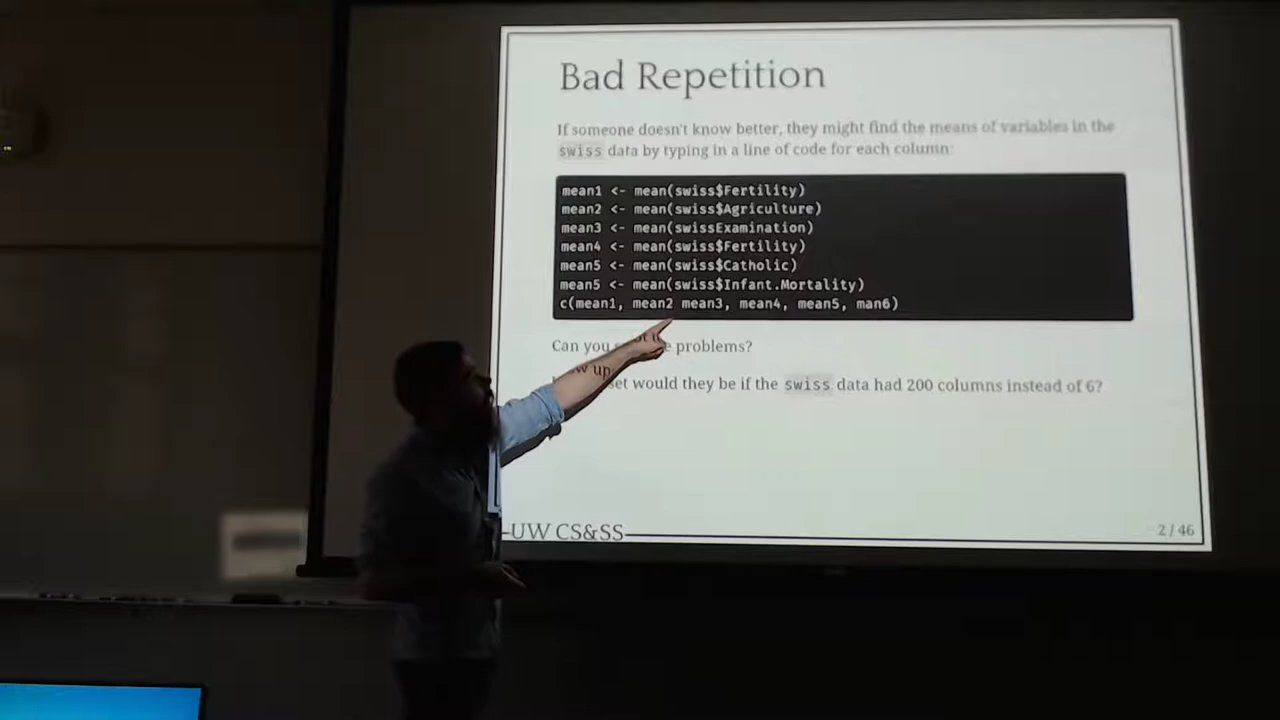 Bad Repetition
If someone doesn't know better, they might find the means of variables in the
swiss data by typing in a line of code for each column:
mean1 <- mean(swiss$Fertility)
mean2 <- mean(swiss$Agriculture)
mean3 <- mean(swissExamination)
mean4 <- mean(swiss$Fertility)
mean5 <- mean(swiss$Catholic)
mean5 <- mean(swiss$Infant.Mortality)
c(mean1, mean2 mean3, mean4, mean5, man6)
Can you problems?
would they be if the swiss data had 200 columns instead of 6?
UW CS&SS
2 / 46